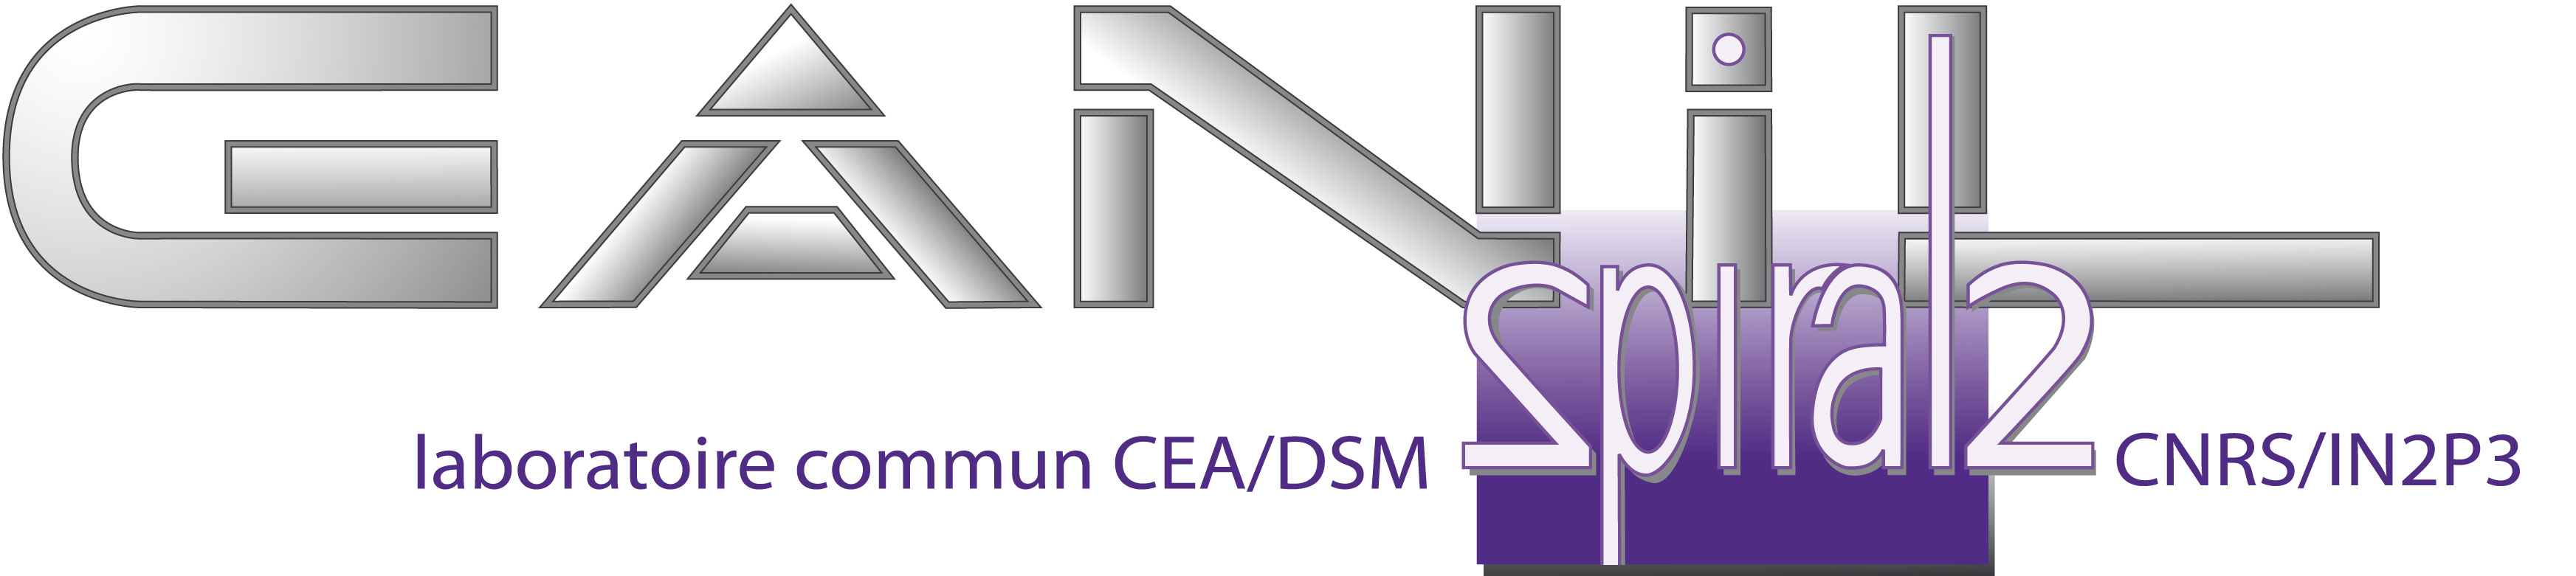 GANiL
Spiral2
laboratoire commun CEA/DSM CNRS/IN2P3